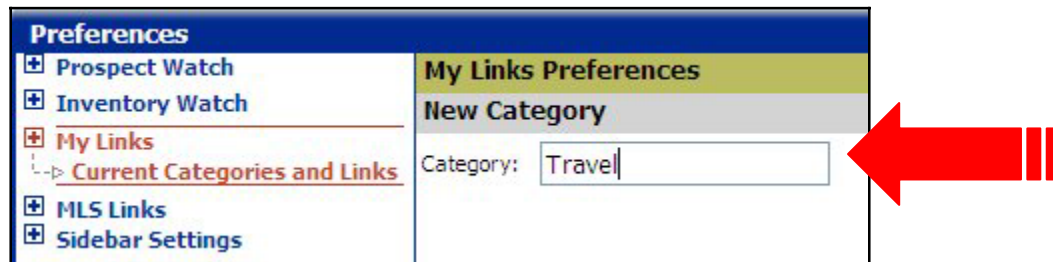 Preferences
Prospect Watch
Inventory Watch
My Links
Current Categories and Links
MLS Links
Sidebar Settings
My Links Preferences
New Category
Category: Travel